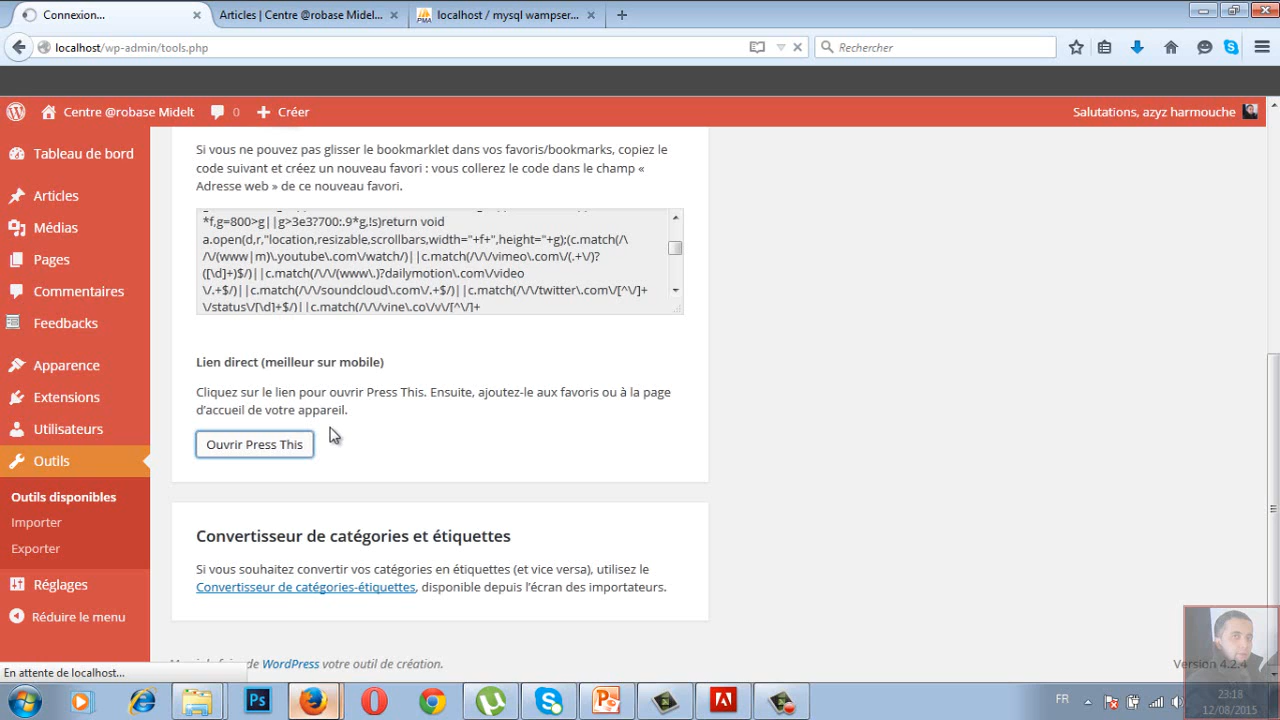 Connexion...
Articles | Centre @robase Midel...
localhost / mysql wampser...
localhost/wp-admin/tools.php
Rechercher
Centre @robase Midelt
0
Créer
Salutations, azyz harmouche
Tableau de bord
Articles
Médias
Pages
Commentaires
Feedbacks
Apparence
Extensions
Utilisateurs
Outils
Outils disponibles
Importer
Exporter
Réglages
Réduire le menu
Si vous ne pouvez pas glisser le bookmarklet dans vos favoris/bookmarks, copiez le
code suivant et créez un nouveau favori : vous collerez le code dans le champ «
Adresse web » de ce nouveau favori.
*f,g=800>g||g>3e3?700:.9*g,!s)return void
a.open(d,r,"location,resizable,scrollbars,width="+f+",height="+g);(c.match(/\
/\/(www|m)\.youtube\.com\/watch/)||c.match(/\/\/vimeo\.com\/(.+\/)?
([\d]+)$/)||c.match(/\/\/(www\.)?dailymotion\.com\/video
\/.+$/)||c.match(/\/\/soundcloud\.com\/.+$/)||c.match(/\/\/twitter\.com\/[^\/]+
\/status\/[\d]+$/)||c.match(/\/\/vine\.co\/v\/[^\/]+
Lien direct (meilleur sur mobile)
Cliquez sur le lien pour ouvrir Press This. Ensuite, ajoutez-le aux favoris ou à la page
d'accueil de votre appareil.
Ouvrir Press This
Convertisseur de catégories et étiquettes
Si vous souhaitez convertir vos catégories en étiquettes (et vice versa), utilisez le
Convertisseur de catégories-étiquettes, disponible depuis l'écran des importateurs.
de WordPress votre outil de création.
Version 4.2.4
En attente de localhost...
FR
23:18
12/08/2015